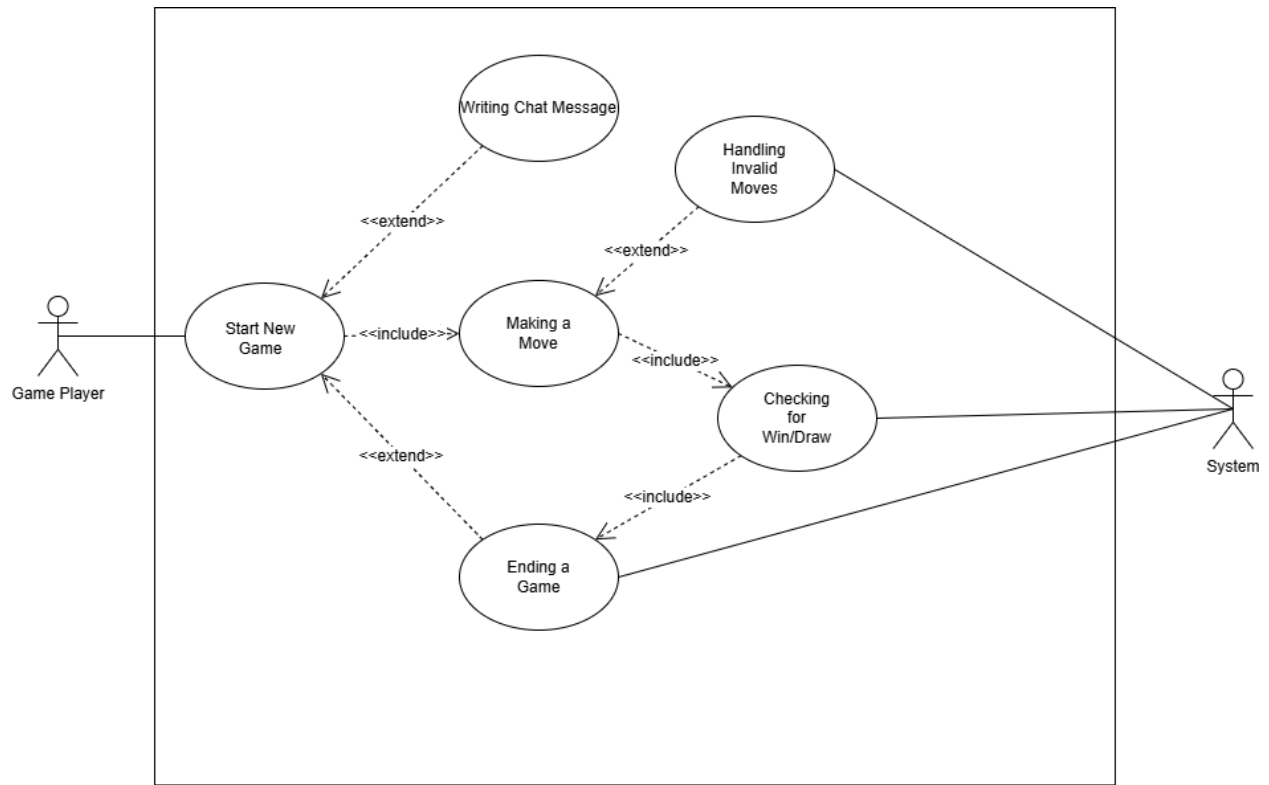 Writing Chat Message
Handling
Invalid
Moves
<<extend>>
<<extend>>
Start New
Game
<<include>>
Making a
Move
<<include>>
Game Player
Checking
for
Win/Draw
<<extend>>
System
<<include>>
Ending a
Game